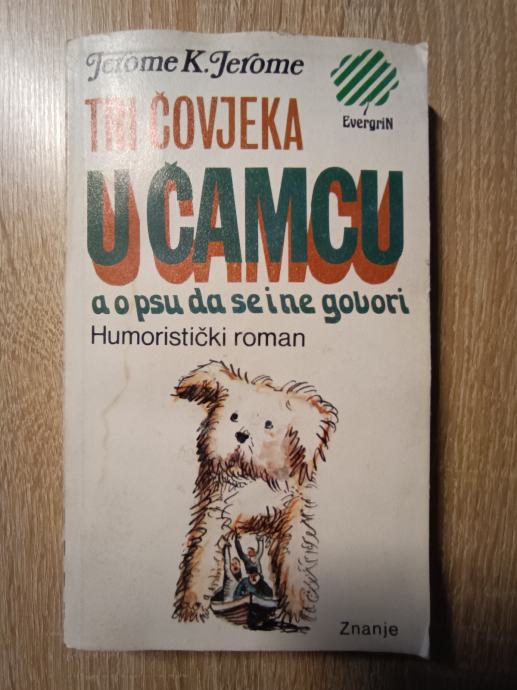 Jerome K. Jerome
EvergriN
TRI ČOVJEKA
U ČAMCU
a o psu da se i ne govori
Humoristički roman
Znanje